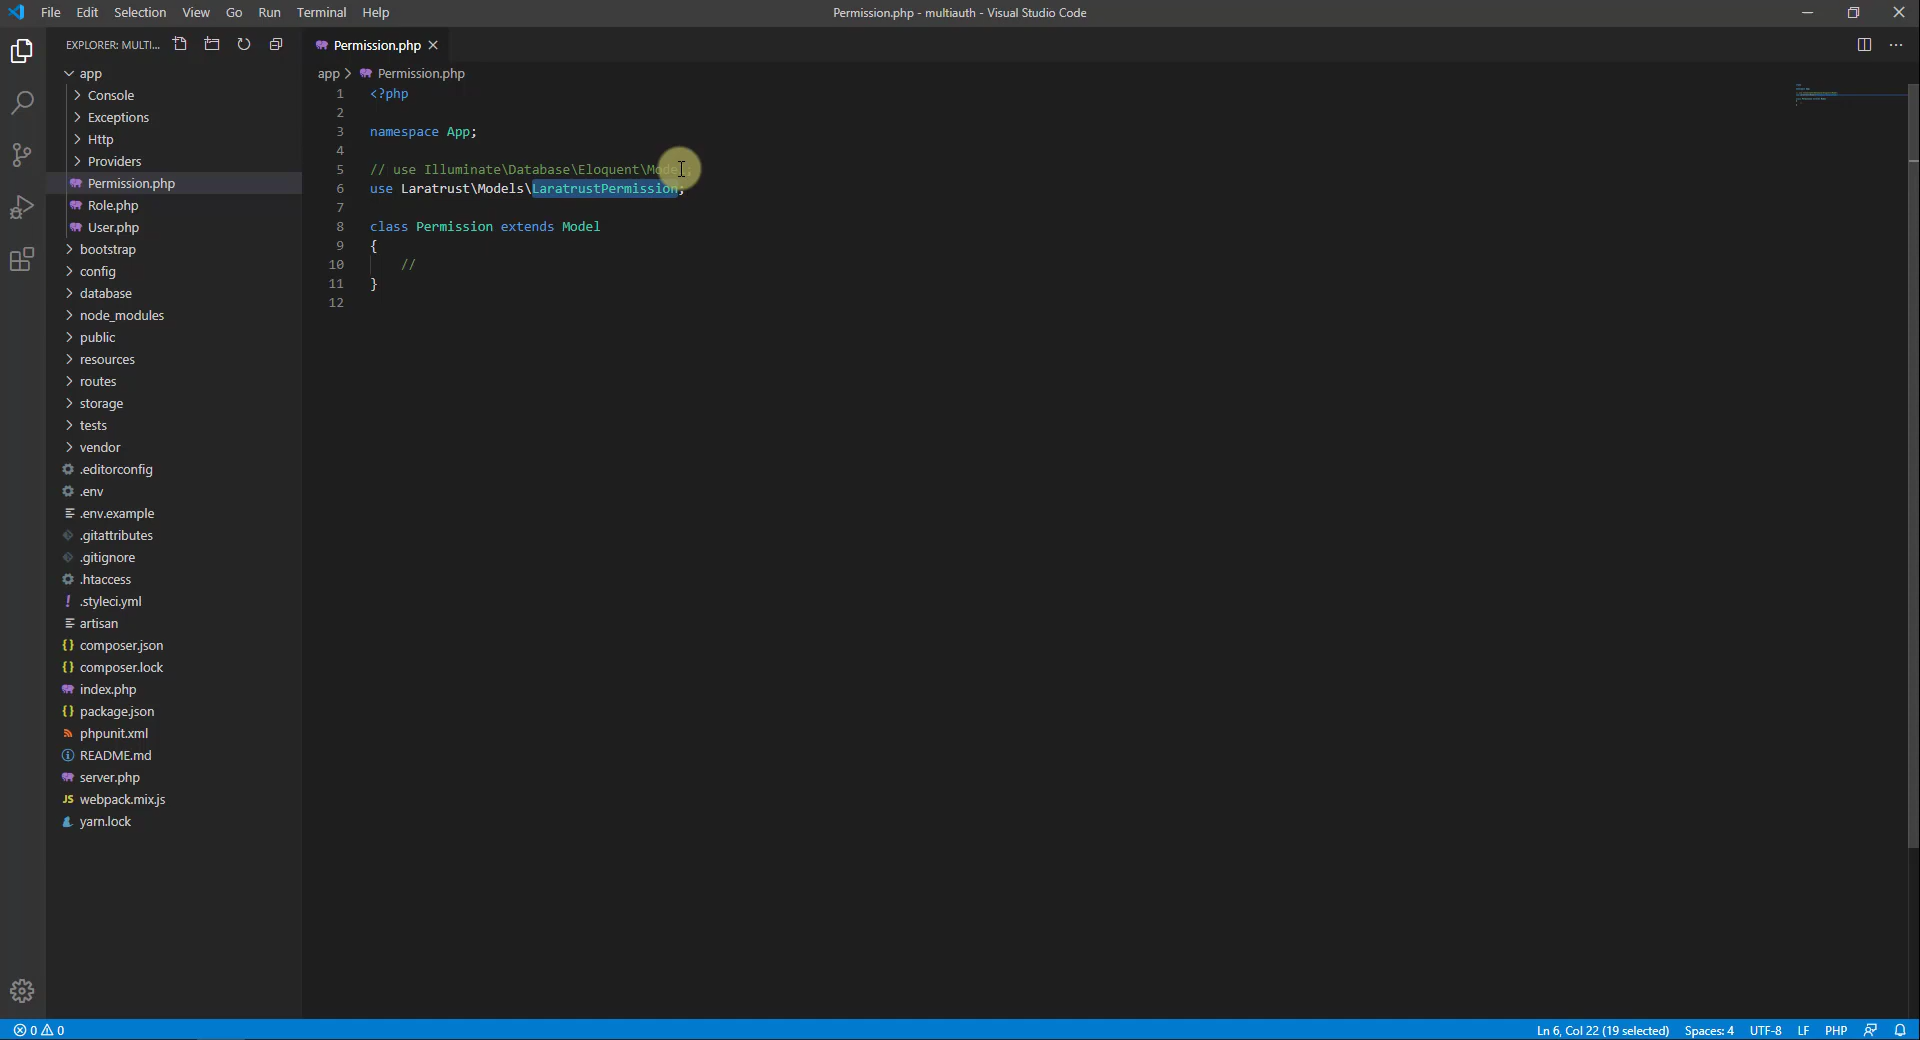 File Edit Selection View Go Run Terminal Help
Permission.php - multiauth - Visual Studio Code
EXPLORER: MULTI...
app
Console
Exceptions
Http
Providers
Permission.php
Role.php
User.php
bootstrap
config
database
node_modules
public
resources
routes
storage
tests
vendor
.editorconfig
.env
.env.example
.gitattributes
.gitignore
.htaccess
.styleci.yml
artisan
composer.json
composer.lock
index.php
package.json
phpunit.xml
README.md
server.php
JS webpack.mix.js
yarn.lock
Permission.php
app > Permission.php
1 <?php
2
3 namespace App;
4
5 // use Illuminate\Database\Eloquent\Model;
6 use Laratrust\Models\LaratrustPermission;
7
8 class Permission extends Model
9 {
10 //
11 }
12
0 0
Ln 6, Col 22 (19 selected) Spaces: 4 UTF-8 LF PHP